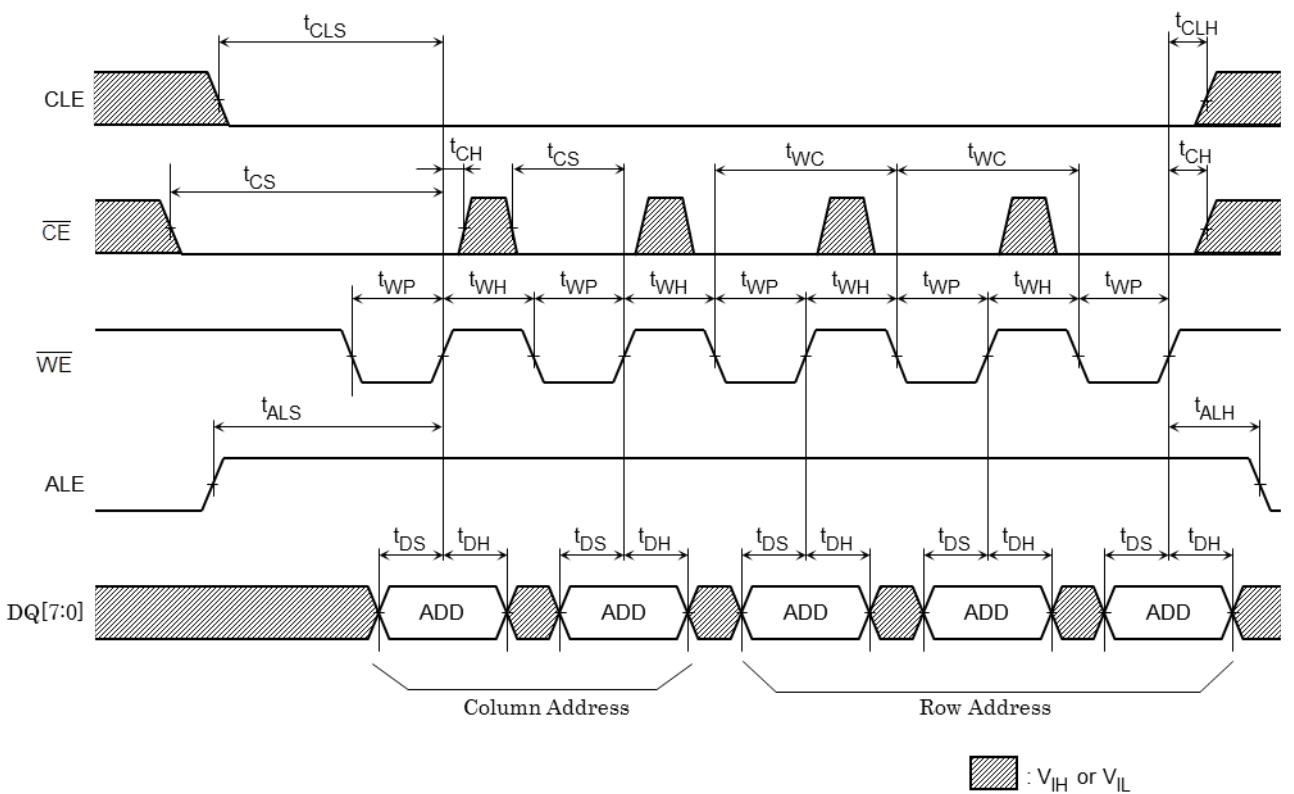 tCLS tCLH
CLE
tCH tCS tWC tWC tCH
tCS
CE
tWP tWH tWP tWH tWP tWH tWP tWH tWP
WE
tALS tALH
ALE
tDS tDH tDS tDH tDS tDH tDS tDH tDS tDH
DQ[7:0] ADD ADD ADD ADD ADD
Column Address Row Address
: VIH or VIL